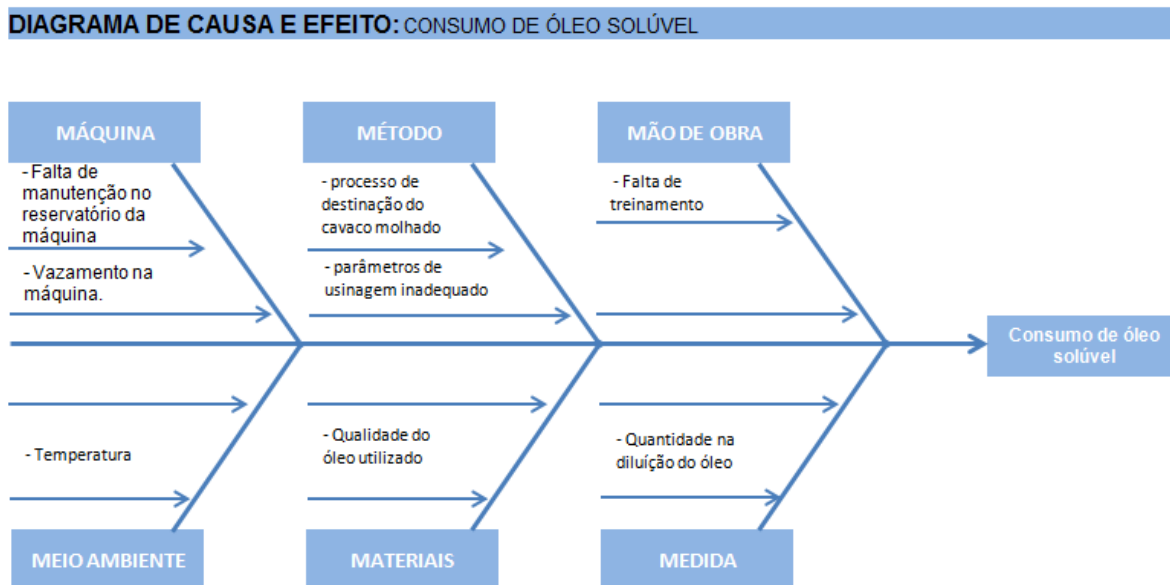 DIAGRAMA DE CAUSA E EFEITO: CONSUMO DE ÓLEO SOLÚVEL
MÁQUINA
MÉTODO
MÃO DE OBRA
- Falta de
manutenção no
reservatório da
máquina
- Vazamento na
máquina.
- processo de
destinação do
cavaco molhado
- parâmetros de
usinagem inadequado
- Falta de
treinamento
Consumo de óleo
solúvel
- Temperatura
- Qualidade do
óleo utilizado
- Quantidade na
diluíção do óleo
MEIO AMBIENTE
MATERIAIS
MEDIDA